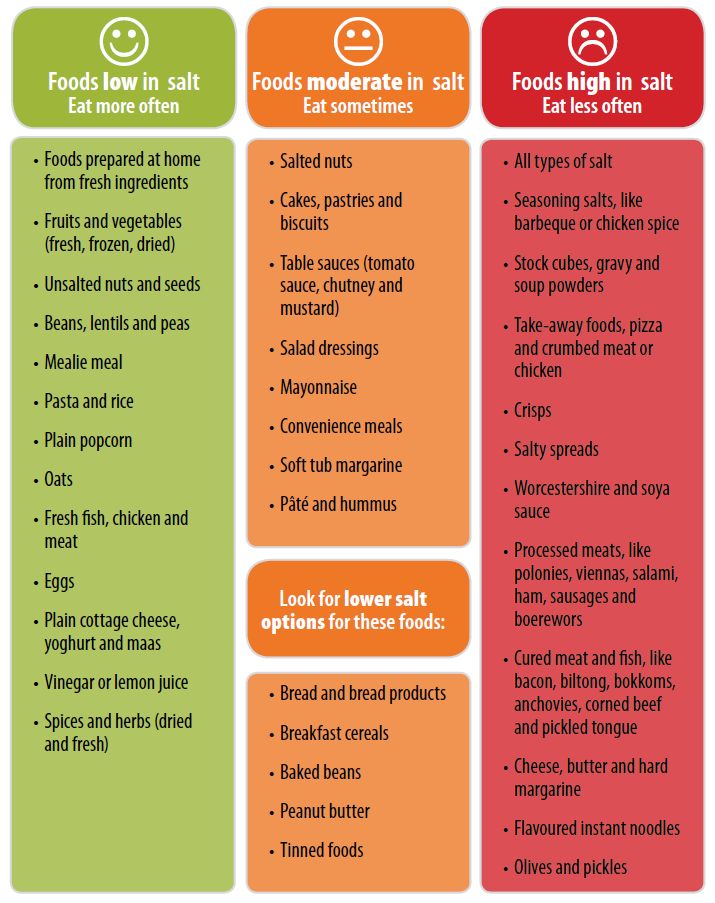 Foods low in salt
Eat more often
• Foods prepared at home
from fresh ingredients
• Fruits and vegetables
(fresh, frozen, dried)
• Unsalted nuts and seeds
• Beans, lentils and peas
• Mealie meal
• Pasta and rice
• Plain popcorn
• Oats
• Fresh fish, chicken and
meat
• Eggs
• Plain cottage cheese,
yoghurt and maas
• Vinegar or lemon juice
• Spices and herbs (dried
and fresh)
Foods moderate in salt
Eat sometimes
• Salted nuts
• Cakes, pastries and
biscuits
• Table sauces (tomato
sauce, chutney and
mustard)
• Salad dressings
• Mayonnaise
• Convenience meals
• Soft tub margarine
• Pâté and hummus
Look for lower salt
options for these foods:
• Bread and bread products
• Breakfast cereals
• Baked beans
• Peanut butter
• Tinned foods
Foods high in salt
Eat less often
• All types of salt
• Seasoning salts, like
barbeque or chicken spice
• Stock cubes, gravy and
soup powders
• Take-away foods, pizza
and crumbed meat or
chicken
• Crisps
• Salty spreads
• Worcestershire and soya
sauce
• Processed meats, like
polonies, viennas, salami,
ham, sausages and
boerewors
• Cured meat and fish, like
bacon, biltong, bokkoms,
anchovies, corned beef
and pickled tongue
• Cheese, butter and hard
margarine
• Flavoured instant noodles
• Olives and pickles